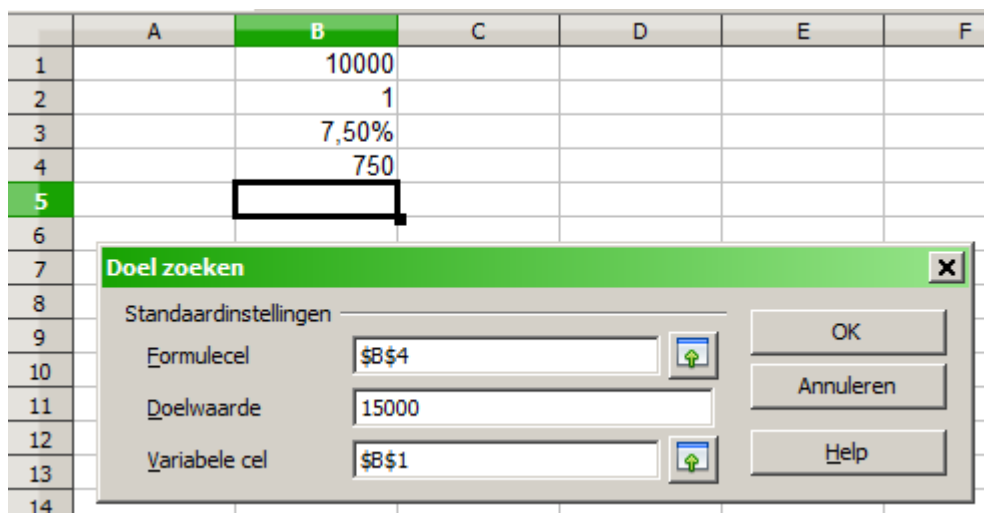 A B C D E F
1 10000
2 1
3 7,50%
4 750
5
6
7 Doel zoeken
8 Standaardinstellingen
9 OK
10 Formulecel $B$4
11 Doelwaarde 15000 Annuleren
12
13 Variabele cel $B$1 Help
14